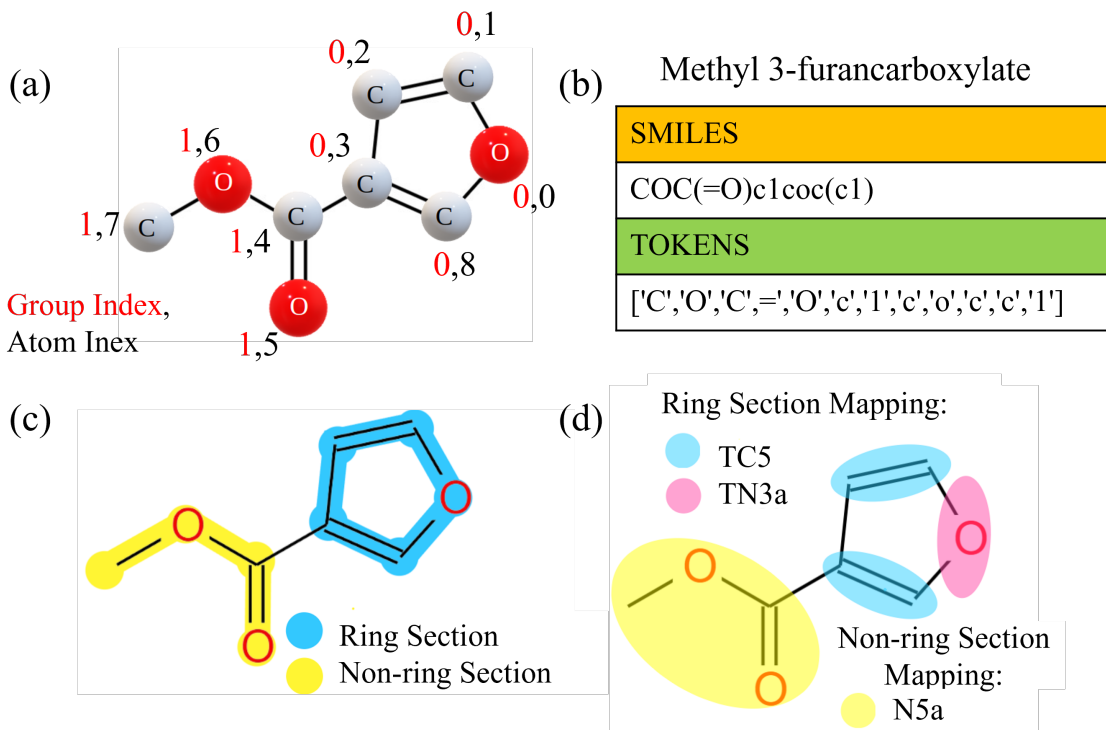 (a)
0,1
0,2
C
C
1,6
0,3
O
O
C
0,0
1,7
C
C
C
1,4
0,8
Group Index,
O
Atom Inex
1,5
(b)
Methyl 3-furancarboxylate
SMILES
COC(=O)c1coc(c1)
TOKENS
['C','O','C',=','O','c','1','c','o','c','c','1']
(c)
O
O
O
Ring Section
Non-ring Section
(d)
Ring Section Mapping:
TC5
TN3a
O
O
O
Non-ring Section
Mapping:
N5a